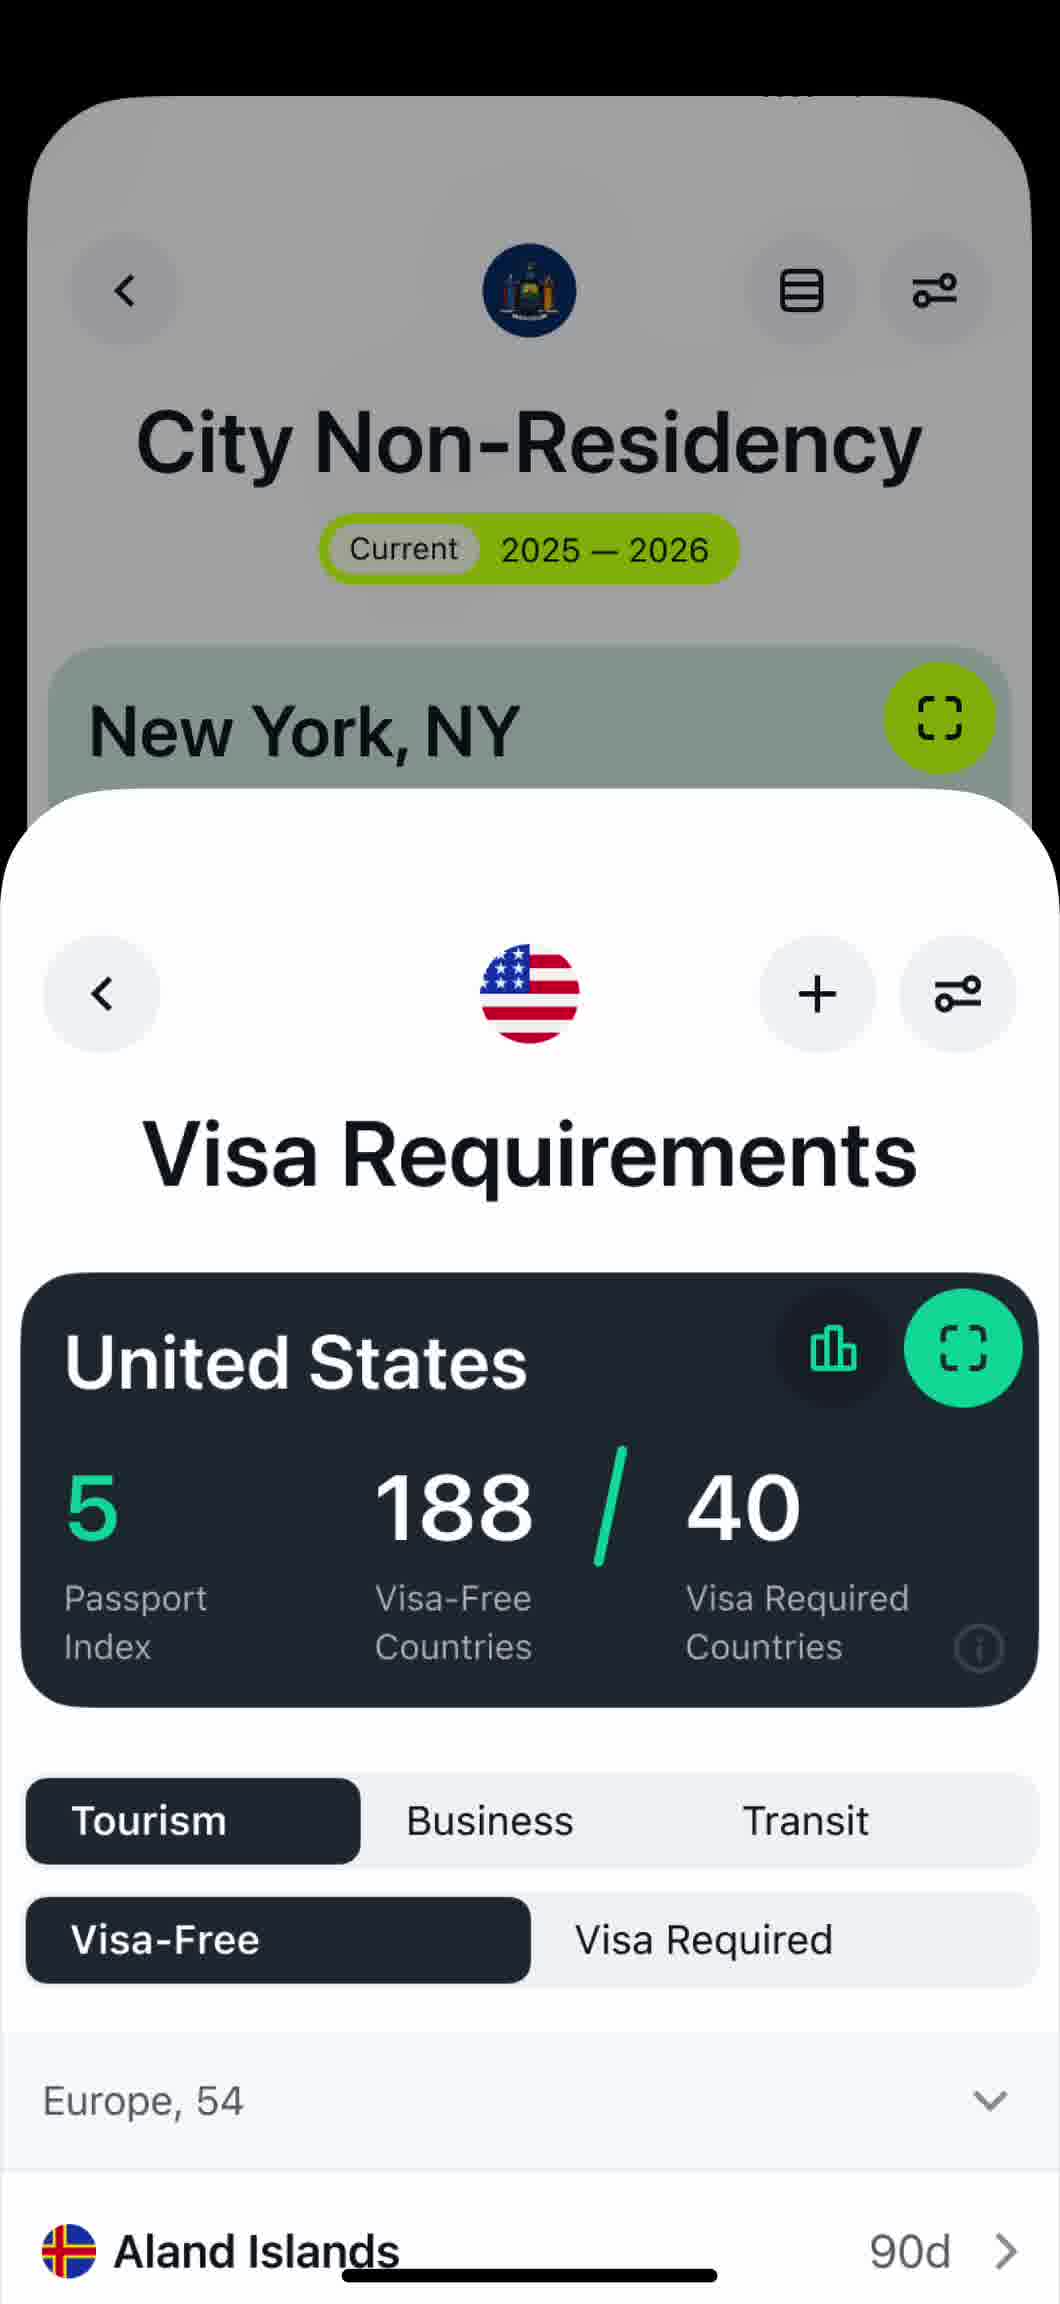 City Non-Residency
Current 2025 — 2026
New York, NY
Visa Requirements
United States
5 188 / 40
Passport Index
Visa-Free Countries
Visa Required Countries
Tourism Business Transit
Visa-Free Visa Required
Europe, 54
Aland Islands 90d